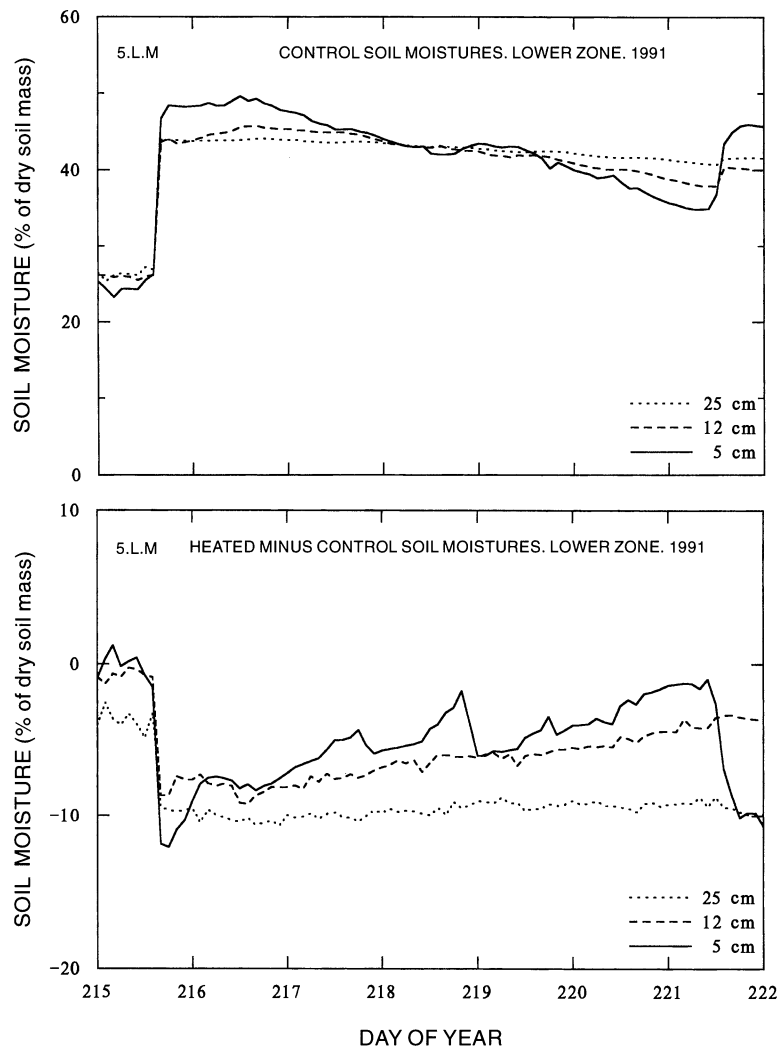 SOIL MOISTURE (% of dry soil mass)
60
40
20
0
5.L.M CONTROL SOIL MOISTURES. LOWER ZONE. 1991
25 cm
12 cm
5 cm
SOIL MOISTURE (% of dry soil mass)
10
0
−10
−20
5.L.M HEATED MINUS CONTROL SOIL MOISTURES. LOWER ZONE. 1991
25 cm
12 cm
5 cm
215 216 217 218 219 220 221 222
DAY OF YEAR